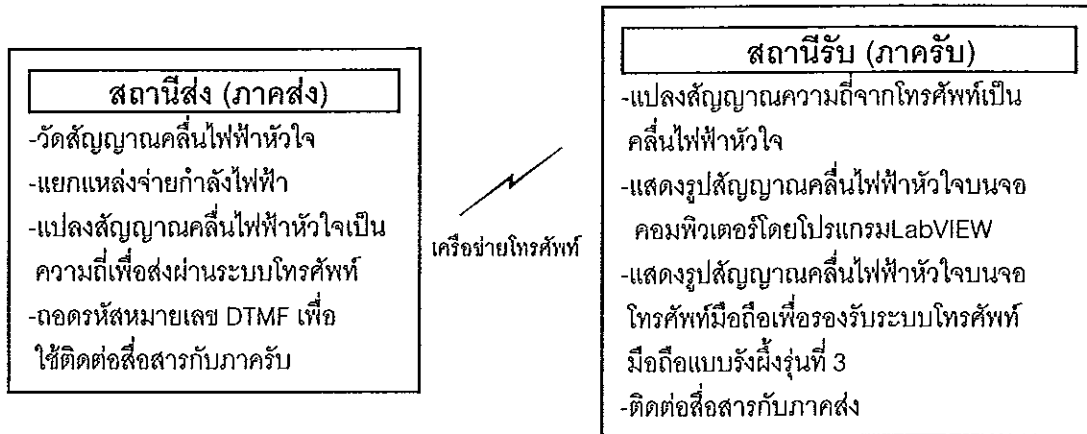 สถานีส่ง (ภาคส่ง)
-วัดสัญญาณคลื่นไฟฟ้าหัวใจ
-แยกแหล่งจ่ายกำลังไฟฟ้า
-แปลงสัญญาณคลื่นไฟฟ้าหัวใจเป็น
ความถี่เพื่อส่งผ่านระบบโทรศัพท์
-ถอดรหัสหมายเลข DTMF เพื่อ
ใช้ติดต่อสื่อสารกับภาครับ
เครือข่ายโทรศัพท์
สถานีรับ (ภาครับ)
-แปลงสัญญาณความถี่จากโทรศัพท์เป็น
คลื่นไฟฟ้าหัวใจ
-แสดงรูปสัญญาณคลื่นไฟฟ้าหัวใจบนจอ
คอมพิวเตอร์โดยโปรแกรมLabVIEW
-แสดงรูปสัญญาณคลื่นไฟฟ้าหัวใจบนจอ
โทรศัพท์มือถือเพื่อรองรับระบบโทรศัพท์
มือถือแบบรังผึ้งรุ่นที่ 3
-ติดต่อสื่อสารกับภาคส่ง